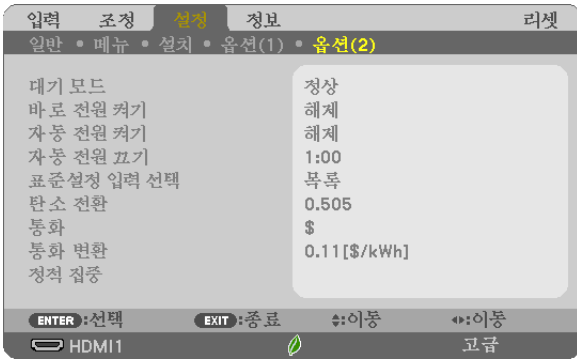 입력 조정 설정 정보 리셋
일반 • 메뉴 • 설치 • 옵션(1) • 옵션(2)
대기 모드 정상
바로 전원 켜기 해제
자동 전원 켜기 해제
자동 전원 끄기 1:00
표준설정 입력 선택 목록
탄소 전환 0.505
통화 $
통화 변환 0.11[$/kWh]
정적 집중
ENTER:선택 EXIT:종료 :이동 :이동
HDMI1 고급